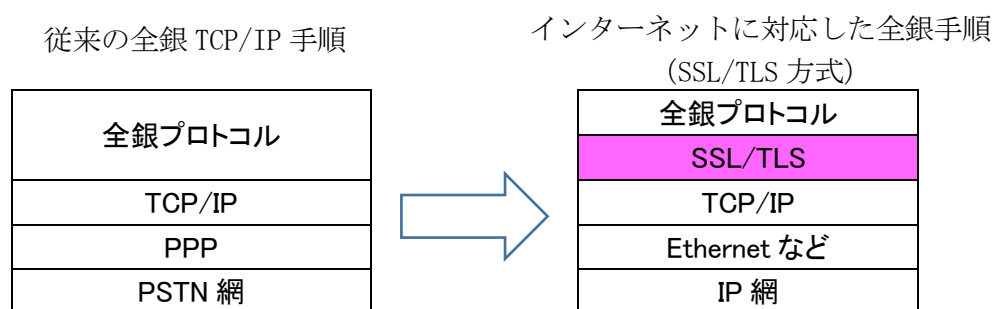 従来の全銀 TCP/IP 手順
全銀プロトコル
TCP/IP
PPP
PSTN 網
インターネットに対応した全銀手順
(SSL/TLS 方式)
全銀プロトコル
SSL/TLS
TCP/IP
Ethernet など
IP 網